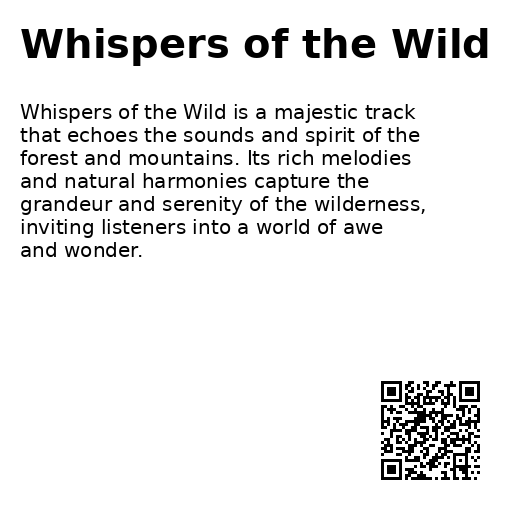 Whispers of the Wild
Whispers of the Wild is a majestic track
that echoes the sounds and spirit of the
forest and mountains. Its rich melodies
and natural harmonies capture the
grandeur and serenity of the wilderness,
inviting listeners into a world of awe
and wonder.